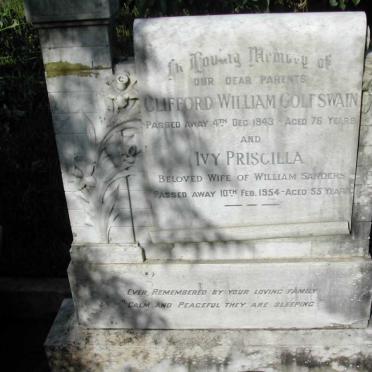 In Loving Memory of
OUR DEAR PARENTS
CLIFFORD WILLIAM GOLFSWAIN
PASSED AWAY 4TH DEC 1943 - AGED 76 YEARS
AND
IVY PRISCILLA
BELOVED WIFE OF WILLIAM SANDERS
PASSED AWAY 10TH FEB. 1954 - AGED 55 YEARS
EVER REMEMBERED BY YOUR LOVING FAMILY
"CALM AND PEACEFUL THEY ARE SLEEPING"